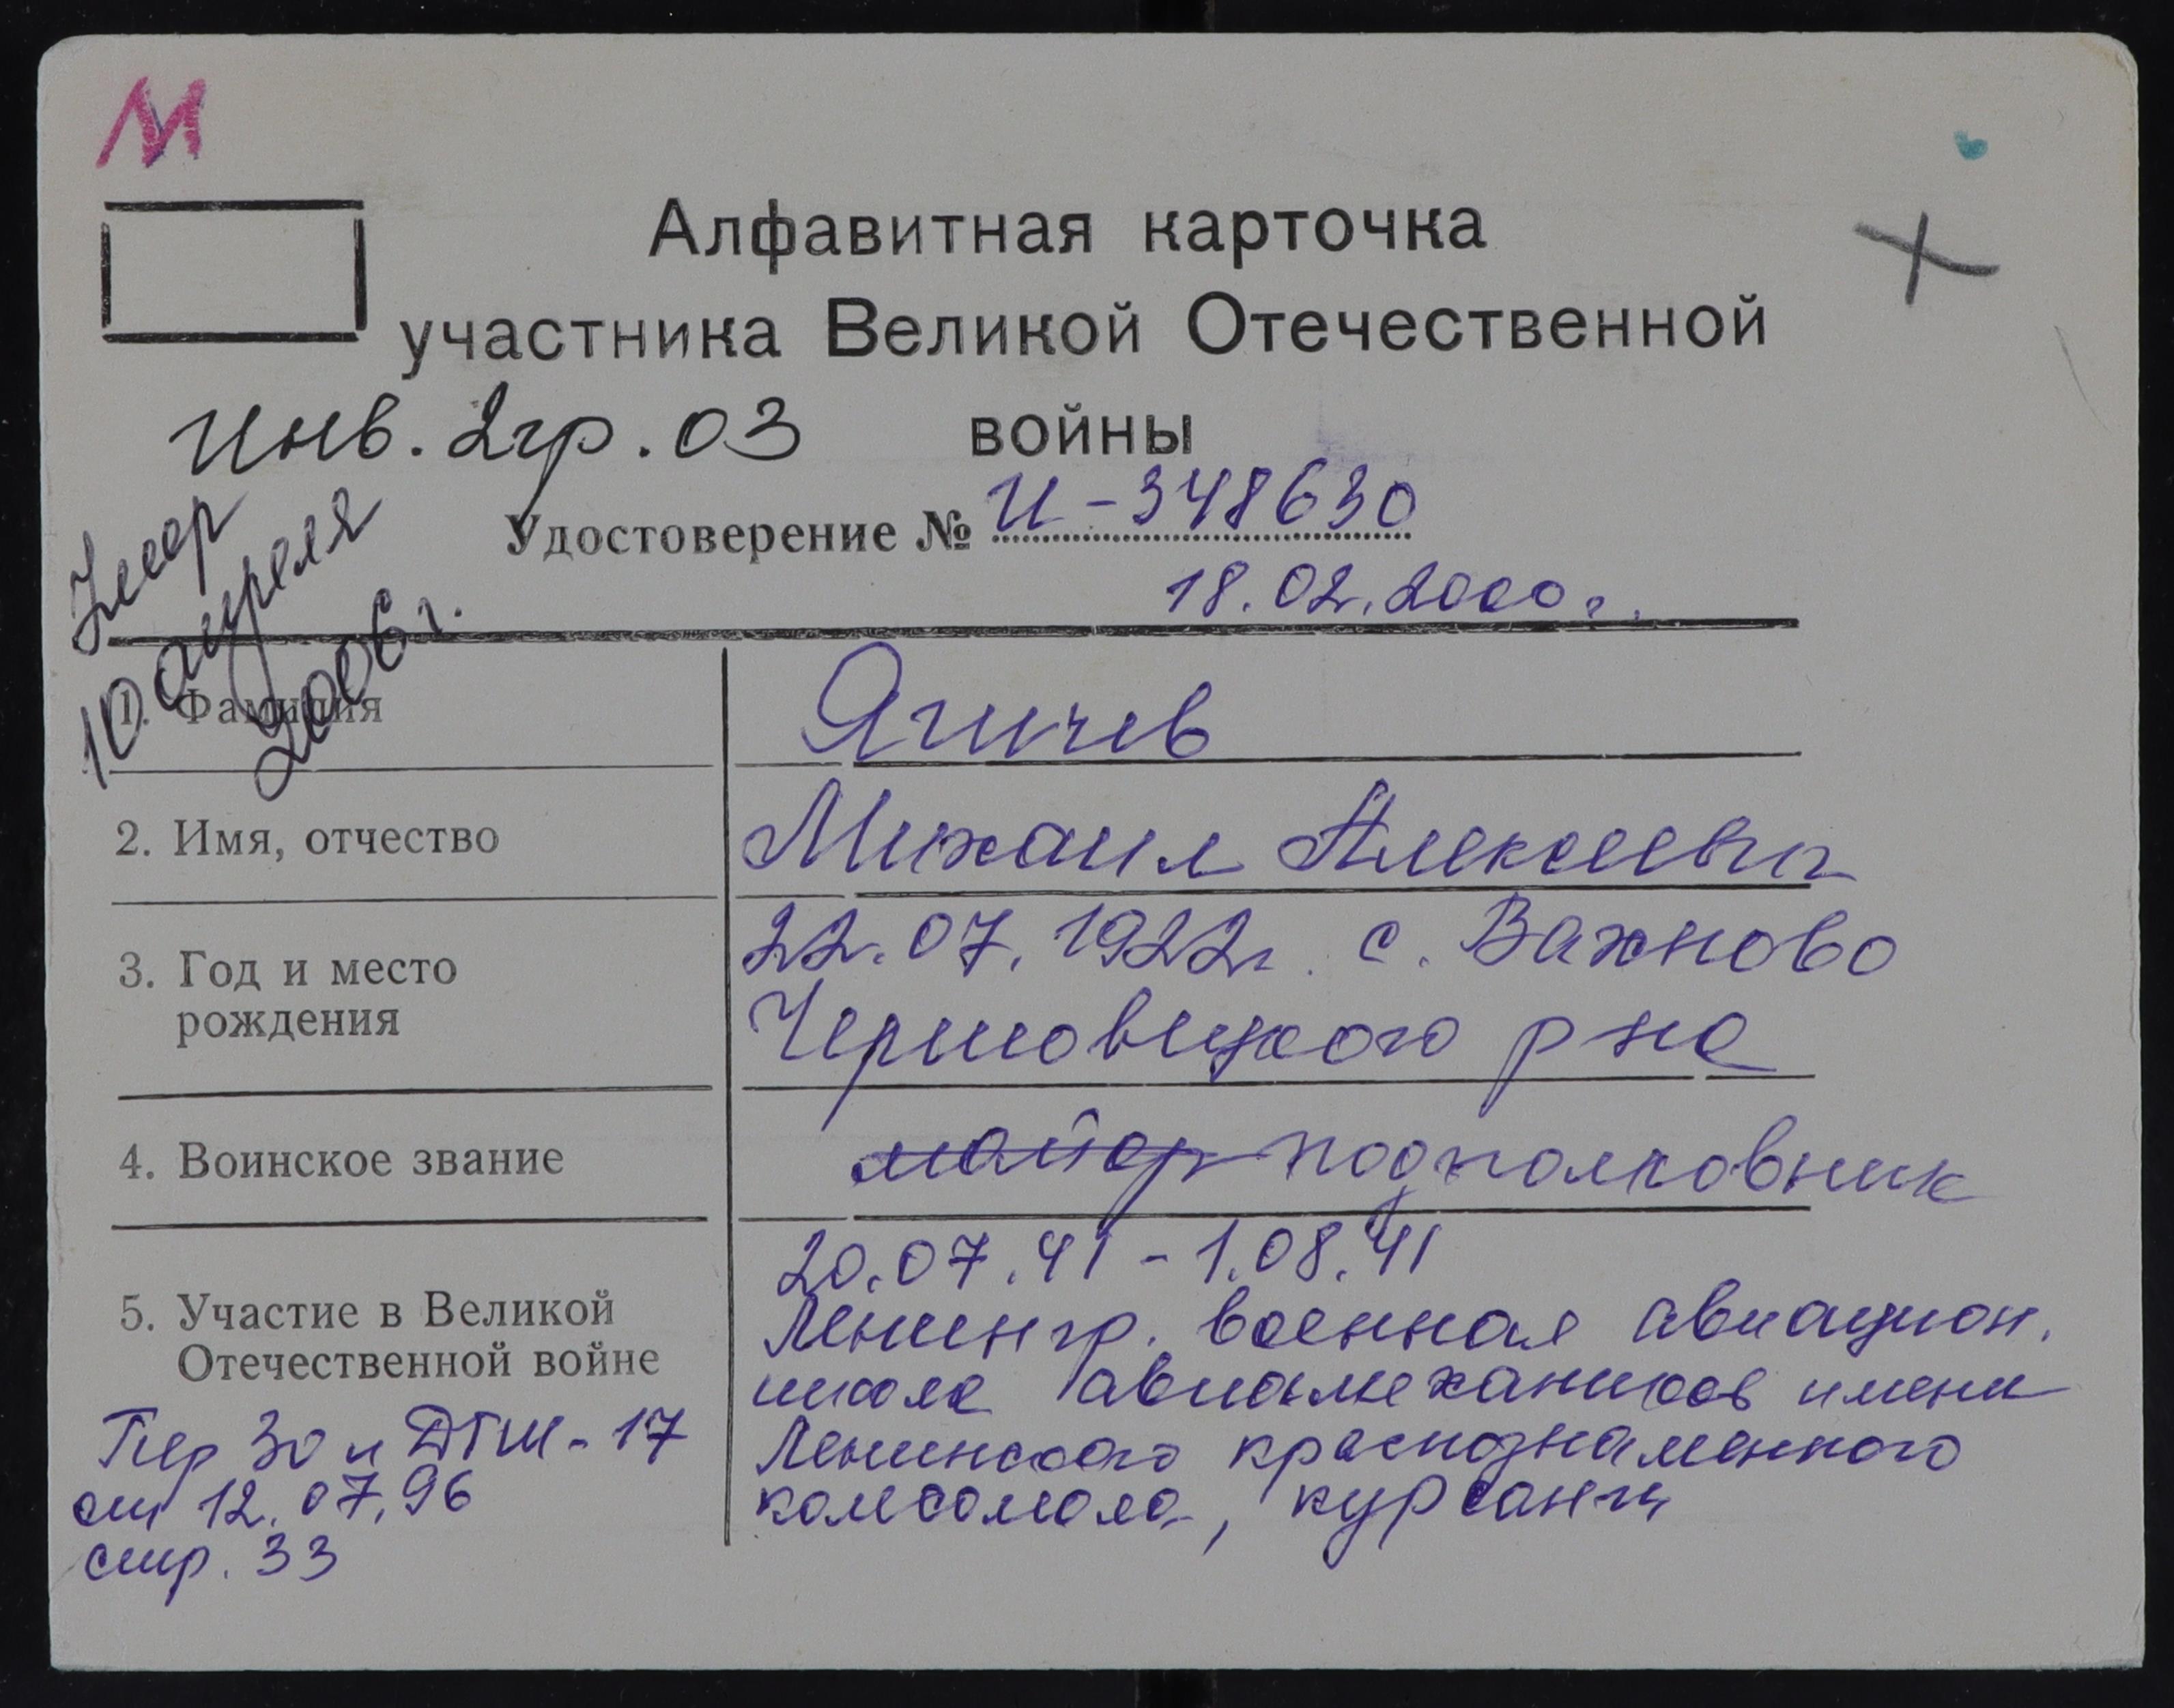 М
Алфавитная карточка
участника Великой Отечественной
войны
Инв. 2гр. 03
Удостоверение № И-348630
18.02.2000г.
Умер
10 апреля
2006г.
1. Фамилия
Ягичев
2. Имя, отчество
Михаил Алексеевич
3. Год и место
рождения
22.07.1922г. с. Вахново
Черновицкого р на
4. Воинское звание
майор подполковник
5. Участие в Великой
Отечественной войне
20.07.41 - 1.08.41
Ленингр. военная авиацион.
школа авиамехаников имени
Ленинского краснознаменного
комсомола, курсант
Пер 30 и ДГШ-17
от 12.07.96
стр. 33